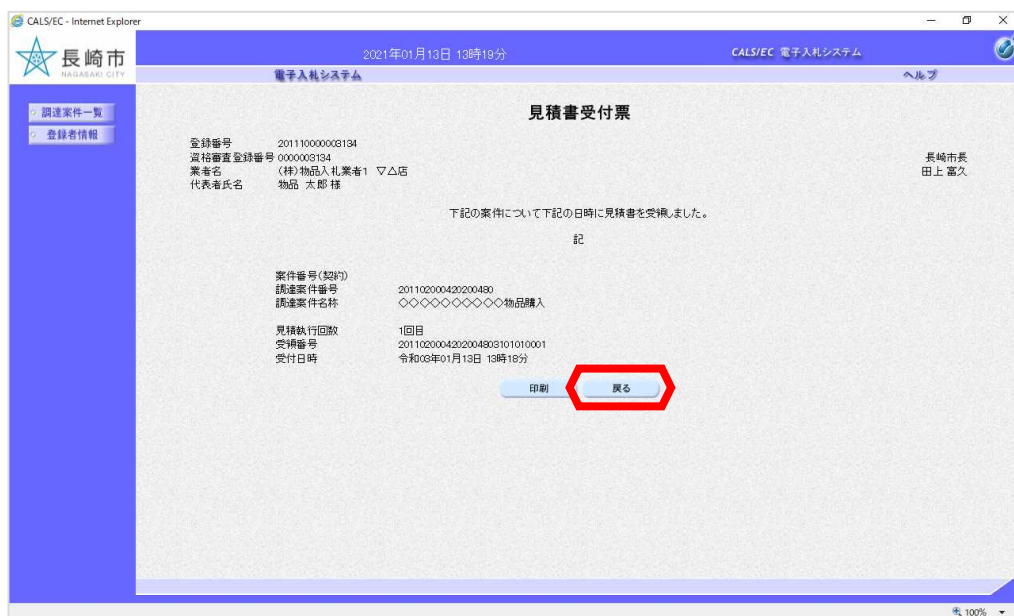 CALS/EC - Internet Explorer
長崎市
NAGASAKI CITY
2021年01月13日 13時19分
CALS/EC 電子入札システム
電子入札システム
ヘルプ
調達案件一覧
登録者情報
見積書受付票
登録番号 201110000003134
資格審査登録番号 0000003134
業者名 (株)物品入札業者1 ▽△店
代表者氏名 物品 太郎 様
長崎市長
田上 富久
下記の案件について下記の日時に見積書を受領しました。
記
案件番号(契約)
調達案件番号 201102000420200480
調達案件名称 ◇◇◇◇◇◇◇◇◇◇物品購入
見積執行回数 1回目
受領番号 2011020004202004803101010001
受付日時 令和03年01月13日 13時18分
印刷
戻る
100%